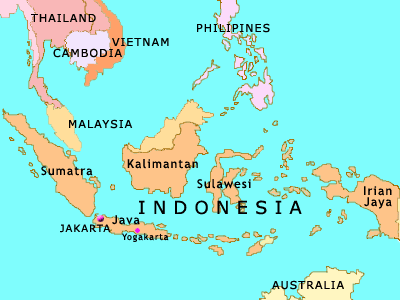 THAILAND
PHILIPINES
VIETNAM
CAMBODIA
MALAYSIA
Kalimantan
Sumatra
Sulawesi
Irian
Jaya
INDONESIA
Java
JAKARTA
Yogakarta
AUSTRALIA